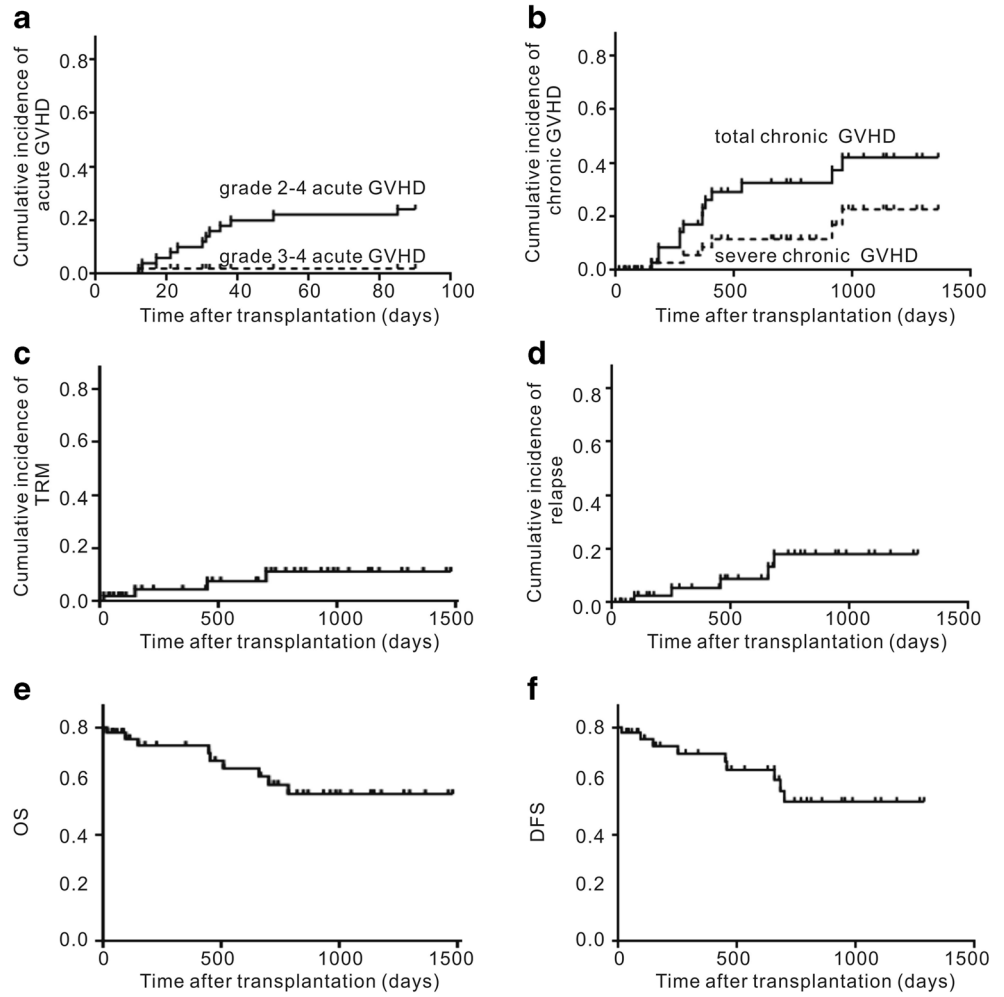 a
Cumulative incidence of
acute GVHD
0.8
0.6
0.4
0.2
0.0
grade 2-4 acute GVHD
grade 3-4 acute GVHD
0 20 40 60 80 100
Time after transplantation (days)
b
Cumulative incidence of
chronic GVHD
0.8
0.6
0.4
0.2
0.0
total chronic GVHD
severe chronic GVHD
0 500 1000 1500
Time after transplantation (days)
c
Cumulative incidence of
TRM
0.8
0.6
0.4
0.2
0.0
0 500 1000 1500
Time after transplantation (days)
d
Cumulative incidence of
relapse
0.8
0.6
0.4
0.2
0.0
0 500 1000 1500
Time after transplantation (days)
e
OS
0.8
0.6
0.4
0.2
0.0
0 500 1000 1500
Time after transplantation (days)
f
DFS
0.8
0.6
0.4
0.2
0.0
0 500 1000 1500
Time after transplantation (days)